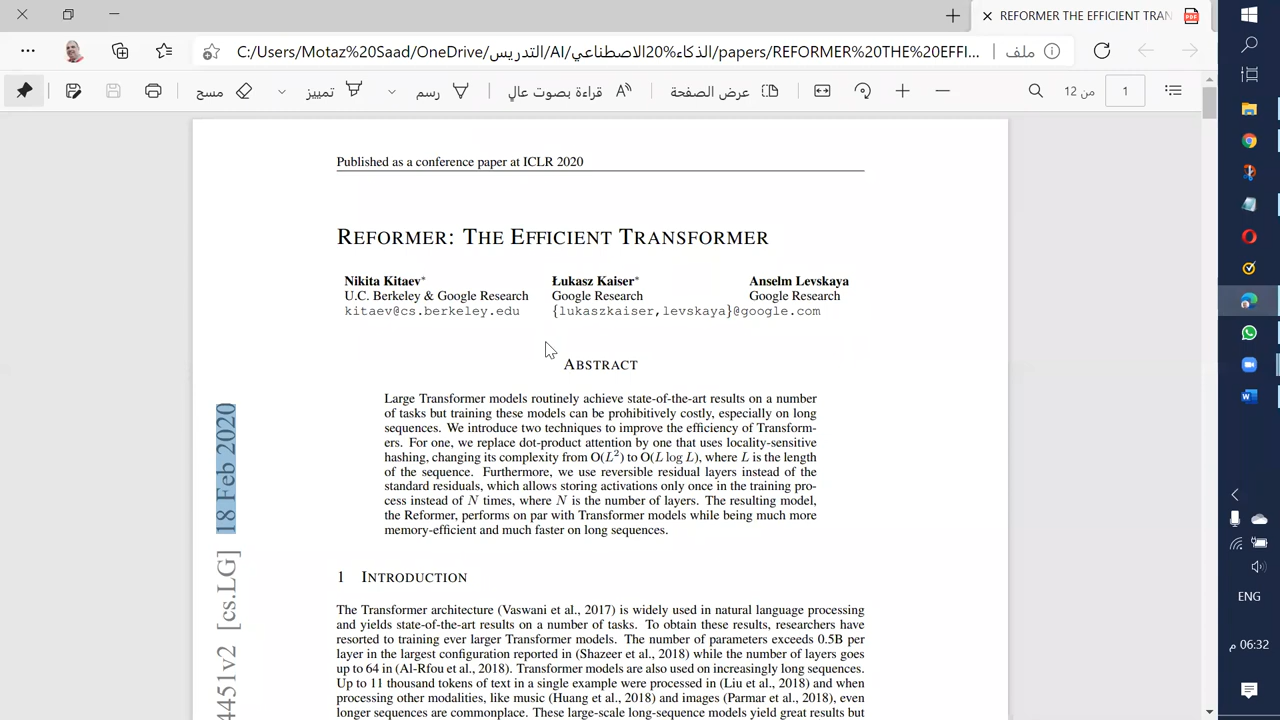 REFORMER THE EFFICIENT TRAN
C:/Users/Motaz%20Saad/OneDrive/التدريس/AI/الذكاء%20الاصطناعي/papers/REFORMER%20THE%20EFFI...
ملف
مسح
تمييز
رسم
قراءة بصوت عالٍ
عرض الصفحة
من 12
1
Published as a conference paper at ICLR 2020
REFORMER: THE EFFICIENT TRANSFORMER
Nikita Kitaev* Łukasz Kaiser* Anselm Levskaya
U.C. Berkeley & Google Research Google Research Google Research
kitaev@cs.berkeley.edu {lukaszkaiser,levskaya}@google.com
ABSTRACT
Large Transformer models routinely achieve state-of-the-art results on a number
of tasks but training these models can be prohibitively costly, especially on long
sequences. We introduce two techniques to improve the efficiency of Transform-
ers. For one, we replace dot-product attention by one that uses locality-sensitive
hashing, changing its complexity from O(L²) to O(L log L), where L is the length
of the sequence. Furthermore, we use reversible residual layers instead of the
standard residuals, which allows storing activations only once in the training pro-
cess instead of N times, where N is the number of layers. The resulting model,
the Reformer, performs on par with Transformer models while being much more
memory-efficient and much faster on long sequences.
1 INTRODUCTION
The Transformer architecture (Vaswani et al., 2017) is widely used in natural language processing
and yields state-of-the-art results on a number of tasks. To obtain these results, researchers have
resorted to training ever larger Transformer models. The number of parameters exceeds 0.5B per
layer in the largest configuration reported in (Shazeer et al., 2018) while the number of layers goes
up to 64 in (Al-Rfou et al., 2018). Transformer models are also used on increasingly long sequences.
Up to 11 thousand tokens of text in a single example were processed in (Liu et al., 2018) and when
processing other modalities, like music (Huang et al., 2018) and images (Parmar et al., 2018), even
longer sequences are commonplace. These large-scale long-sequence models yield great results but
4451v2 [cs.LG] 18 Feb 2020
ENG
06:32 م